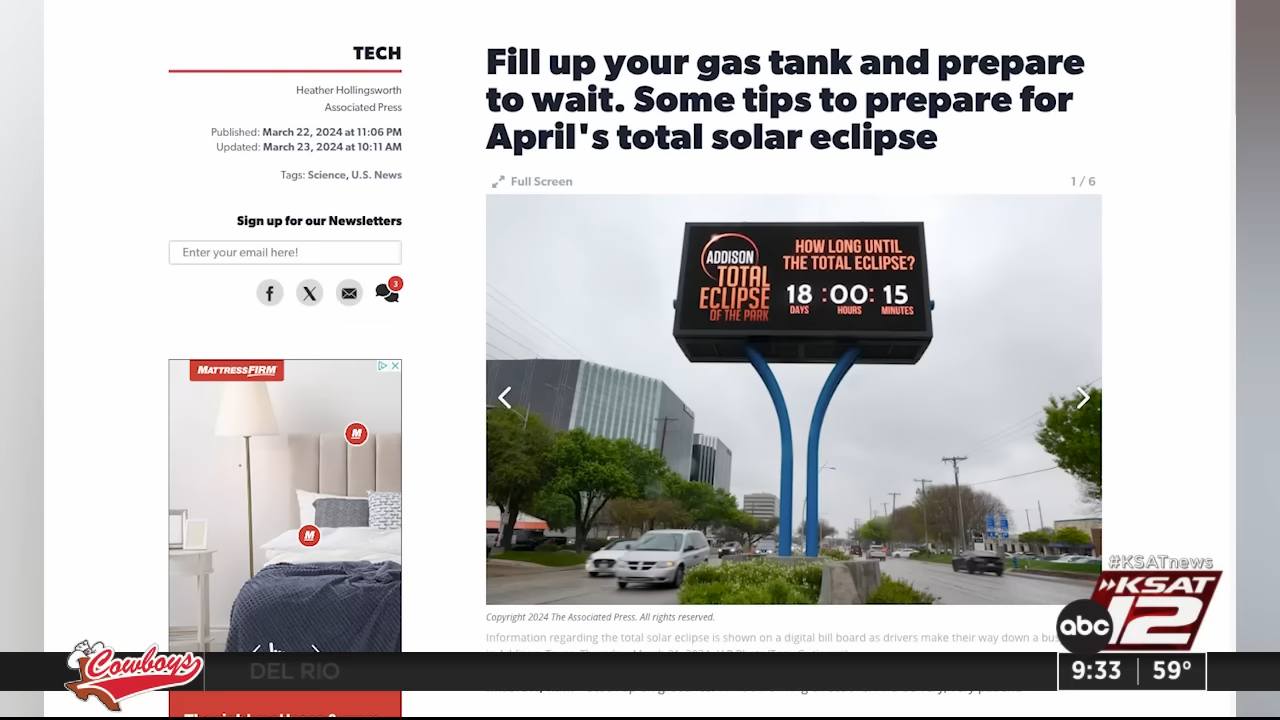 TECH
Heather Hollingsworth
Associated Press
Published: March 22, 2024 at 11:06 PM
Updated: March 23, 2024 at 10:11 AM
Tags: Science, U.S. News
Sign up for our Newsletters
Enter your email here!
f
X
3
MATTRESSFIRM
M
M
Fill up your gas tank and prepare
to wait. Some tips to prepare for
April's total solar eclipse
Full Screen
1 / 6
ADDISON
TOTAL
ECLIPSE
OF THE PARK
HOW LONG UNTIL
THE TOTAL ECLIPSE?
18 : 00 : 15
DAYS HOURS MINUTES
Copyright 2024 The Associated Press. All rights reserved.
Information regarding the total solar eclipse is shown on a digital bill board as drivers make their way down a
#KSATnews
KSAT
abc 12
Cowboys
DEL RIO
9:33 59°